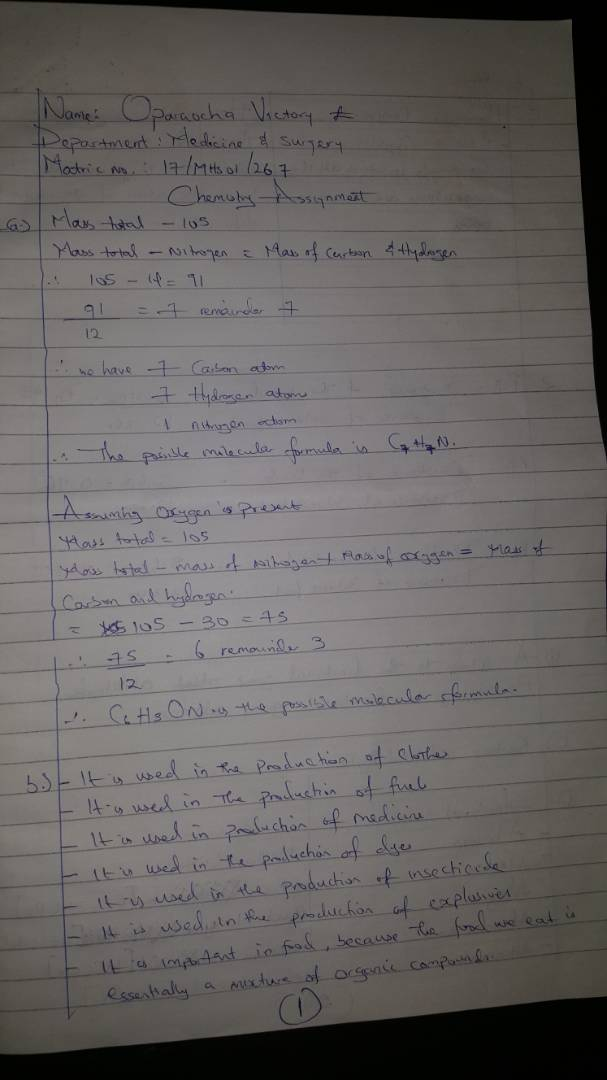 Name: Oparaocha Victory
Department: Medicine & surgery
Matric no.: 17/MHS01/267
Chemistry Assignment
a.) Mass total - 105
Mass total - Nitrogen = Mass of Carbon & Hydrogen
∴ 105 - 14 = 91
91/12 = 7 remainder 7
∴ we have 7 Carbon atom
7 Hydrogen atoms
1 nitrogen atom
∴ The possible molecular formula is C₇H₇N.
Assuming Oxygen is present
Mass total = 105
Mass total - mass of Nitrogen + Mass of oxygen = Mass of
Carbon and hydrogen.
= 105 - 30 = 75
∴ 75/12 = 6 remainder 3
∴ C₆H₃ON is the possible molecular formula.
b.) - It is used in the production of clothes
- It is used in the production of fuel
- It is used in production of medicine
- It is used in the production of dye
- It is used in the production of insecticide
- It is used in the production of explosives
- It is important in food, because the food we eat is
essentially a mixture of organic compounds.
1